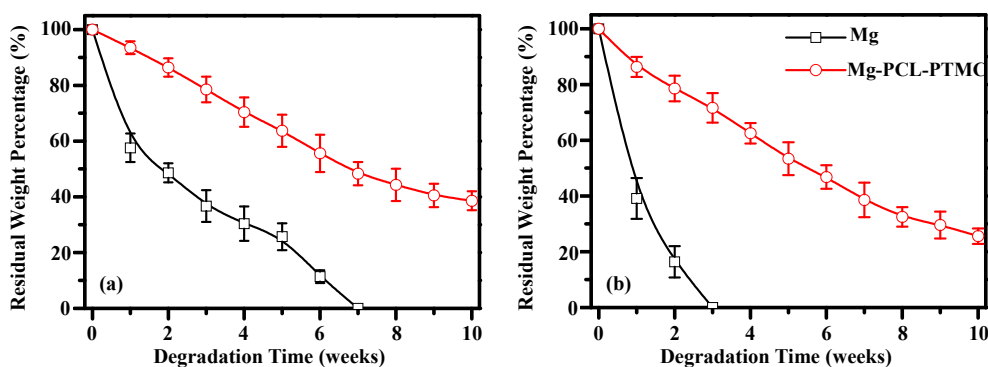 Residual Weight Percentage (%)
100
80
60
40
20
0
(a)
0 2 4 6 8 10
Degradation Time (weeks)
Residual Weight Percentage (%)
100
80
60
40
20
0
Mg
Mg-PCL-PTMC
(b)
0 2 4 6 8 10
Degradation Time (weeks)